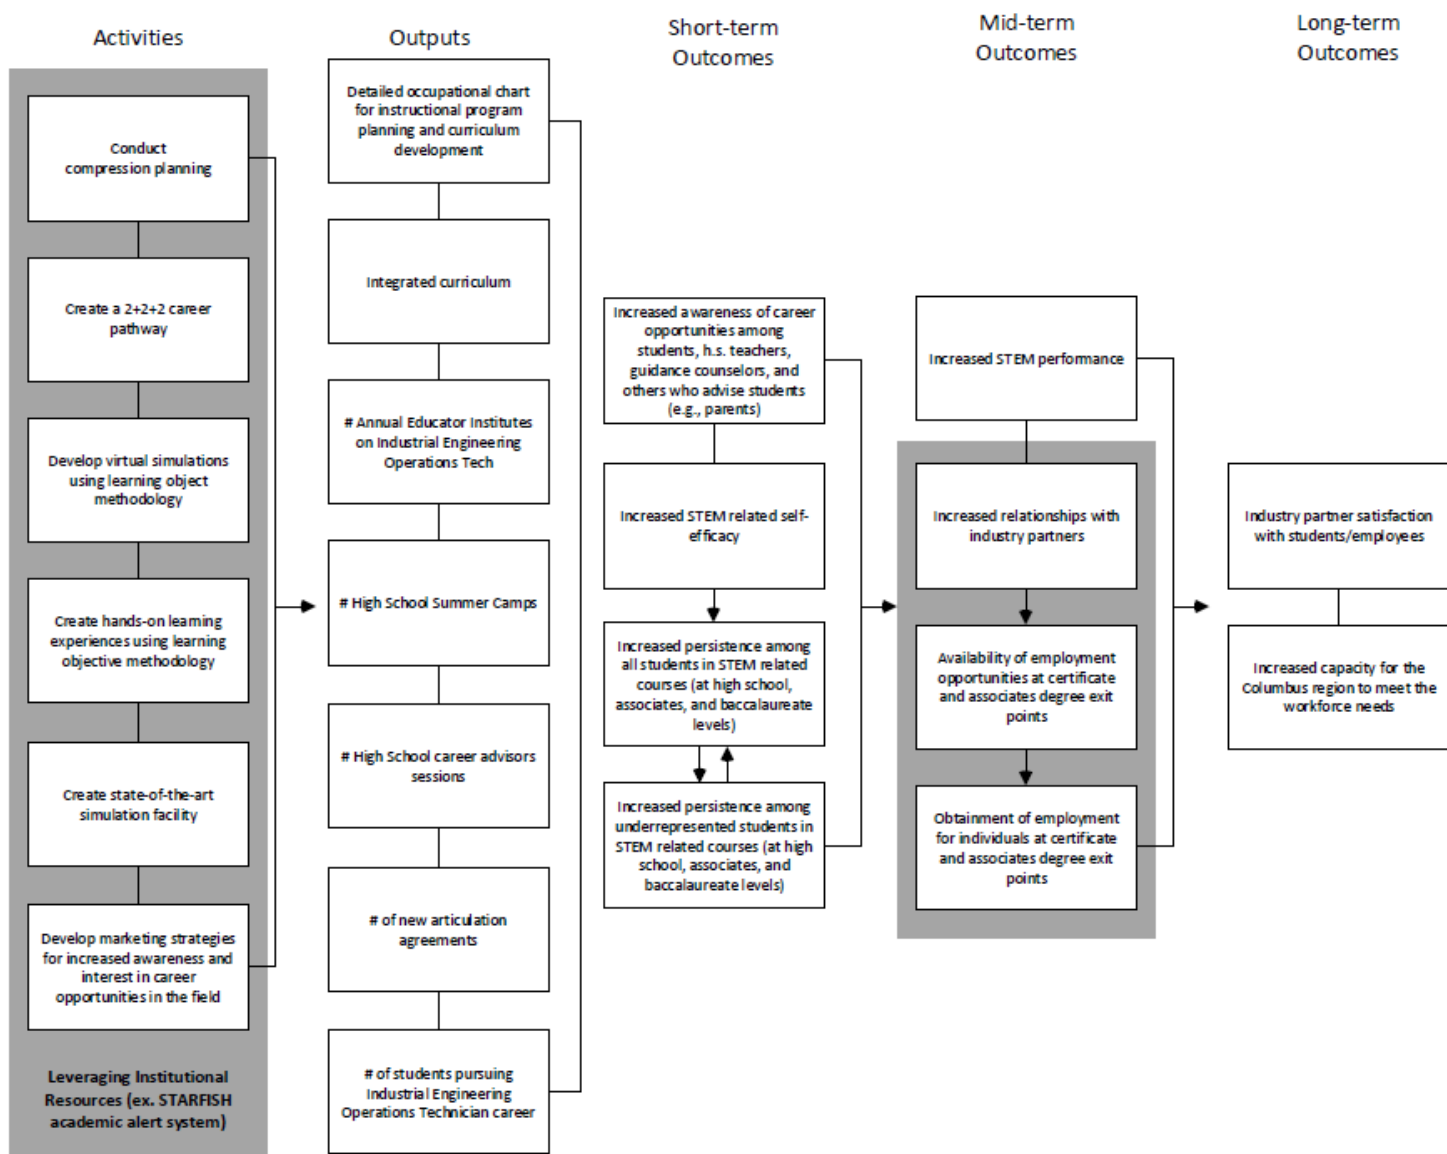 Activities
Outputs
Short-term
Outcomes
Mid-term
Outcomes
Long-term
Outcomes
Conduct
compression planning
Create a 2+2+2 career
pathway
Develop virtual simulations
using learning object
methodology
Create hands-on learning
experiences using learning
objective methodology
Create state-of-the-art
simulation facility
Develop marketing strategies
for increased awareness and
interest in career
opportunities in the field
Leveraging Institutional
Resources (ex. STARFISH
academic alert system)
Detailed occupational chart
for instructional program
planning and curriculum
development
Integrated curriculum
# Annual Educator Institutes
on Industrial Engineering
Operations Tech
# High School Summer Camps
# High School career advisors
sessions
# of new articulation
agreements
# of students pursuing
Industrial Engineering
Operations Technician career
Increased awareness of career
opportunities among
students, h.s. teachers,
guidance counselors, and
others who advise students
(e.g., parents)
Increased STEM related self-
efficacy
Increased persistence among
all students in STEM related
courses (at high school,
associates, and baccalaureate
levels)
Increased persistence among
underrepresented students in
STEM related courses (at high
school, associates, and
baccalaureate levels)
Increased STEM performance
Increased relationships with
industry partners
Availability of employment
opportunities at certificate
and associates degree exit
points
Obtainment of employment
for individuals at certificate
and associates degree exit
points
Industry partner satisfaction
with students/employees
Increased capacity for the
Columbus region to meet the
workforce needs